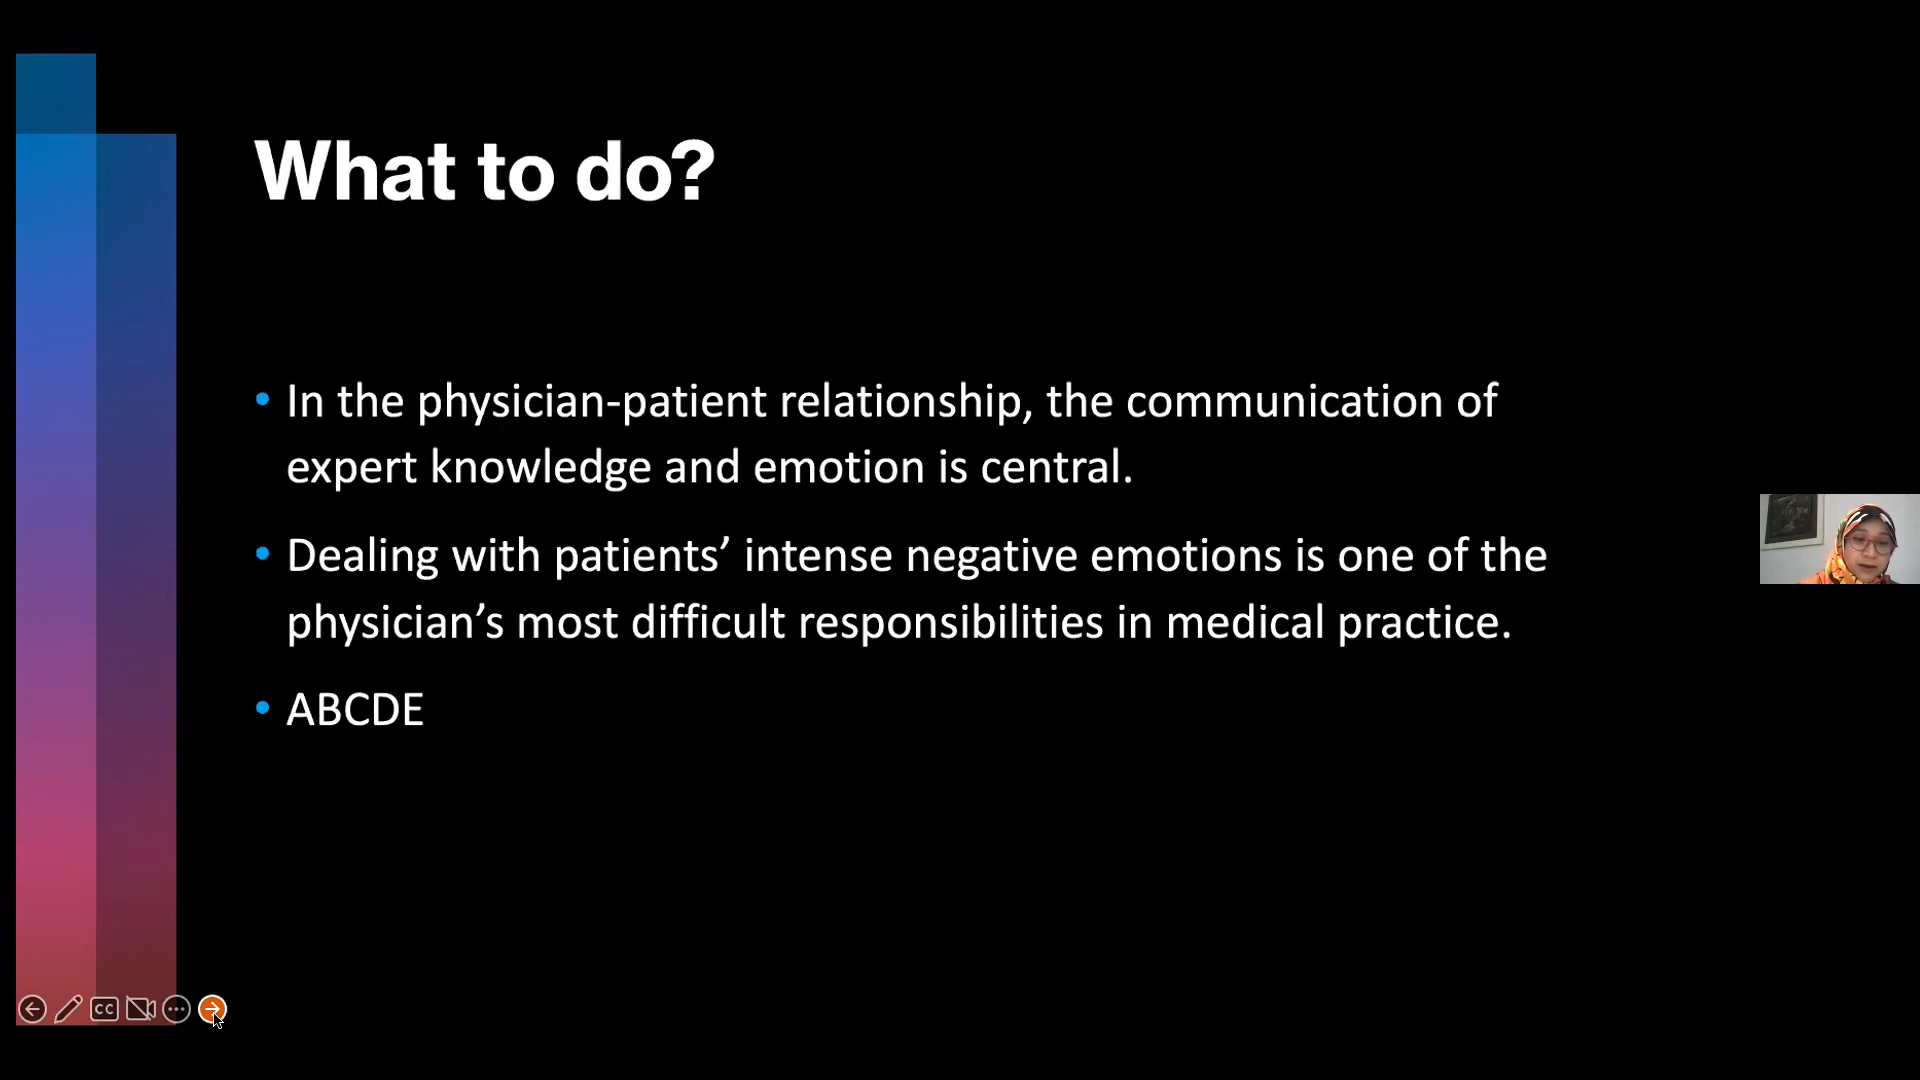 What to do?
• In the physician-patient relationship, the communication of
expert knowledge and emotion is central.
• Dealing with patients’ intense negative emotions is one of the
physician’s most difficult responsibilities in medical practice.
• ABCDE
CC